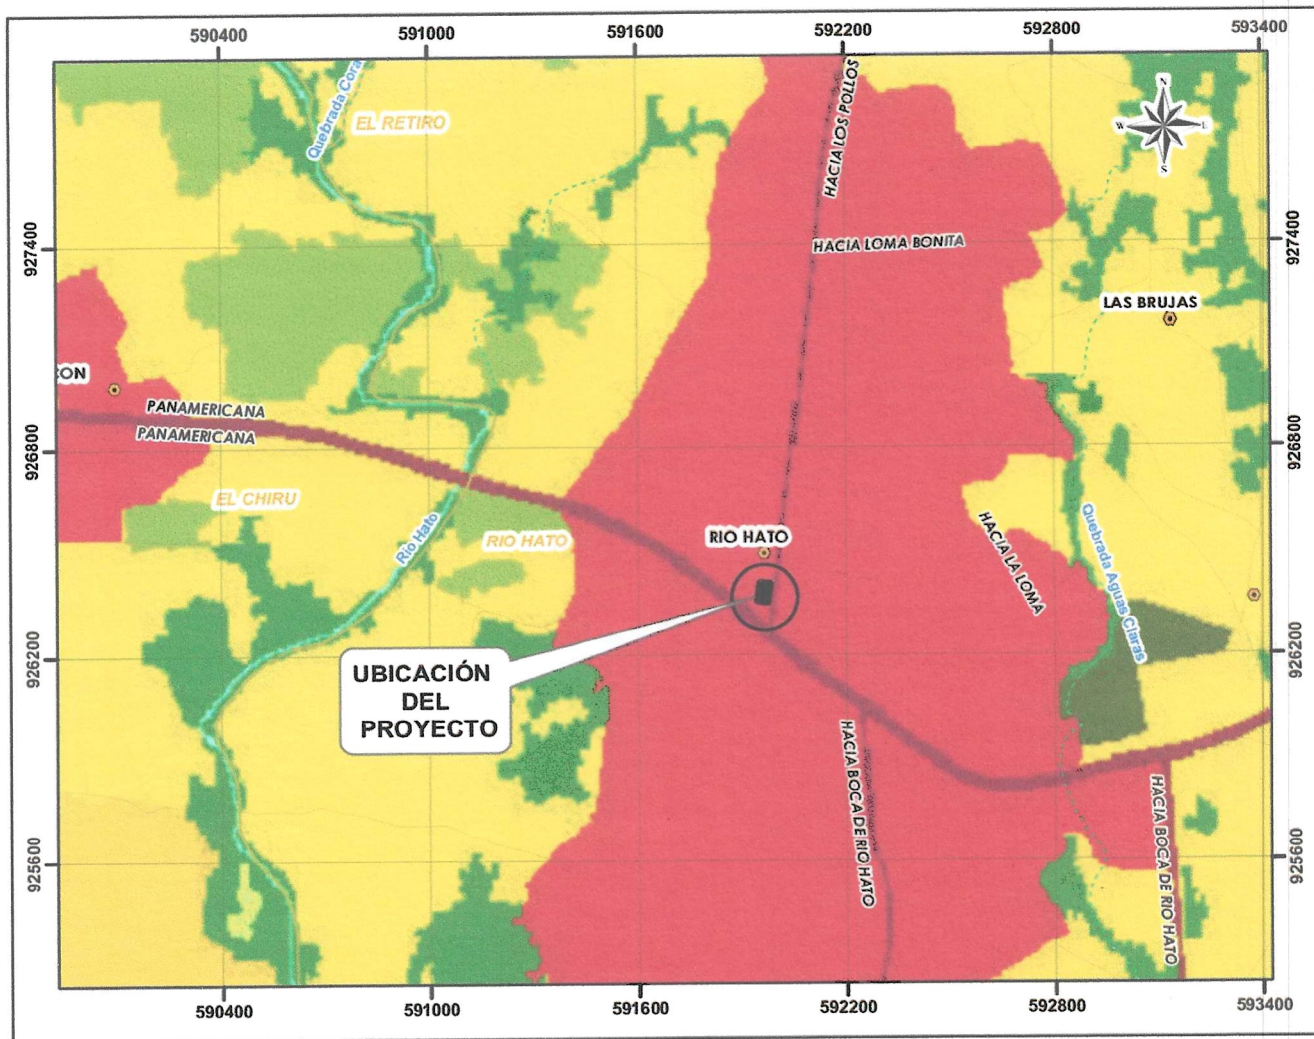 590400
591000
591600
592200
592800
593400
N
W
L
S
Quebrada Cora
EL RETIRO
HACIA LOS POLLOS
927400
HACIA LOMA BONITA
927400
LAS BRUJAS
CON
PANAMERICANA
PANAMERICANA
926800
926800
EL CHIRU
Rio Hato
RIO HATO
RIO HATO
HACIA LA LOMA
Quebrada Aguas Claras
926200
926200
UBICACIÓN
DEL
PROYECTO
HACIA BOCA DE RIO HATO
HACIA BOCA DE RIO HATO
925600
925600
590400
591000
591600
592200
592800
593400